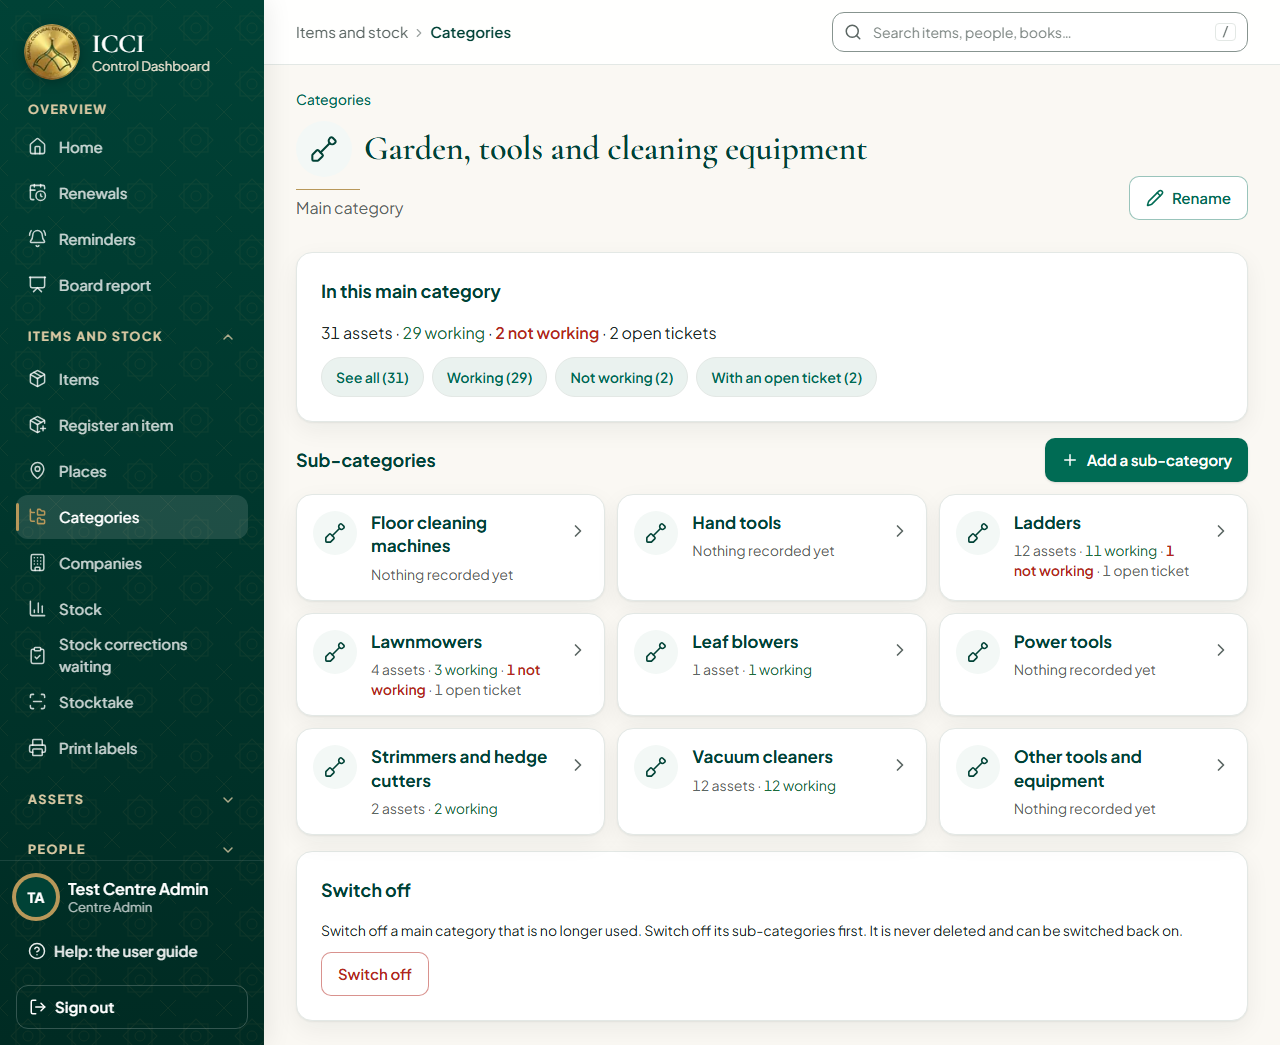 ICCI
Control Dashboard
OVERVIEW
Home
Renewals
Reminders
Board report
ITEMS AND STOCK
Items
Register an item
Places
Categories
Companies
Stock
Stock corrections
waiting
Stocktake
Print labels
ASSETS
PEOPLE
TA
Test Centre Admin
Centre Admin
Help: the user guide
Sign out
Items and stock > Categories
Search items, people, books…
/
Categories
Garden, tools and cleaning equipment
Main category
Rename
In this main category
31 assets · 29 working · 2 not working · 2 open tickets
See all (31)
Working (29)
Not working (2)
With an open ticket (2)
Sub-categories
+ Add a sub-category
Floor cleaning
machines
Nothing recorded yet
Hand tools
Nothing recorded yet
Ladders
12 assets · 11 working · 1
not working · 1 open ticket
Lawnmowers
4 assets · 3 working · 1 not
working · 1 open ticket
Leaf blowers
1 asset · 1 working
Power tools
Nothing recorded yet
Strimmers and hedge
cutters
2 assets · 2 working
Vacuum cleaners
12 assets · 12 working
Other tools and
equipment
Nothing recorded yet
Switch off
Switch off a main category that is no longer used. Switch off its sub-categories first. It is never deleted and can be switched back on.
Switch off